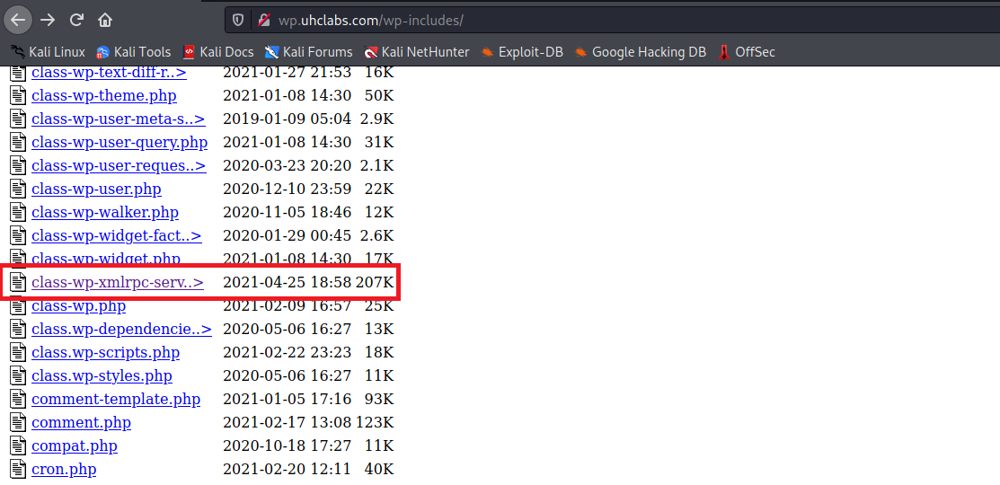 wp.uhclabs.com/wp-includes/
Kali Linux Kali Tools Kali Docs Kali Forums Kali NetHunter Exploit-DB Google Hacking DB OffSec
class-wp-text-diff-r..> 2021-01-27 21:53 16K
class-wp-theme.php 2021-01-08 14:30 50K
class-wp-user-meta-s..> 2019-01-09 05:04 2.9K
class-wp-user-query.php 2021-01-08 14:30 31K
class-wp-user-reques..> 2020-03-23 20:20 2.1K
class-wp-user.php 2020-12-10 23:59 22K
class-wp-walker.php 2020-11-05 18:46 12K
class-wp-widget-fact..> 2020-01-29 00:45 2.6K
class-wp-widget.php 2021-01-08 14:30 17K
class-wp-xmlrpc-serv..> 2021-04-25 18:58 207K
class-wp.php 2021-02-09 16:57 25K
class.wp-dependencie..> 2020-05-06 16:27 13K
class.wp-scripts.php 2021-02-22 23:23 18K
class.wp-styles.php 2020-05-06 16:27 11K
comment-template.php 2021-01-05 17:16 93K
comment.php 2021-02-17 13:08 123K
compat.php 2020-10-18 17:27 11K
cron.php 2021-02-20 12:11 40K